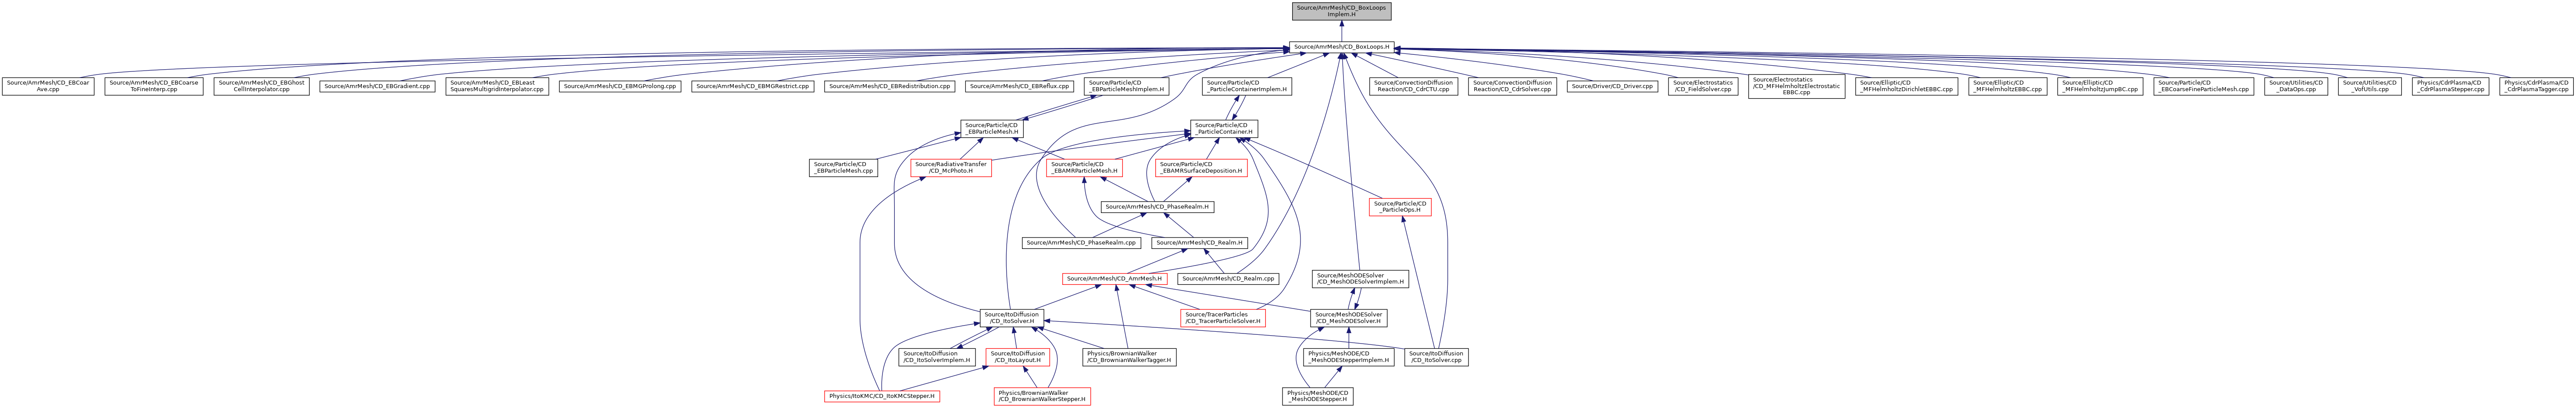 Source/AmrMesh/CD_BoxLoops
Implem.H
Source/AmrMesh/CD_BoxLoops.H
Source/AmrMesh/CD_EBCoar
Ave.cpp
Source/AmrMesh/CD_EBCoarse
ToFineInterp.cpp
Source/AmrMesh/CD_EBGhost
CellInterpolator.cpp
Source/AmrMesh/CD_EBGradient.cpp
Source/AmrMesh/CD_EBLeast
SquaresMultigridInterpolator.cpp
Source/AmrMesh/CD_EBMGProlong.cpp
Source/AmrMesh/CD_EBMGRestrict.cpp
Source/AmrMesh/CD_EBRedistribution.cpp
Source/AmrMesh/CD_EBReflux.cpp
Source/Particle/CD
_EBParticleMeshImplem.H
Source/Particle/CD
_ParticleContainerImplem.H
Source/ConvectionDiffusion
Reaction/CD_CdrCTU.cpp
Source/ConvectionDiffusion
Reaction/CD_CdrSolver.cpp
Source/Driver/CD_Driver.cpp
Source/Electrostatics
/CD_FieldSolver.cpp
Source/Electrostatics
/CD_MFHelmholtzElectrostatic
EBBC.cpp
Source/Elliptic/CD
_MFHelmholtzDirichletEBBC.cpp
Source/Elliptic/CD
_MFHelmholtzEBBC.cpp
Source/Elliptic/CD
_MFHelmholtzJumpBC.cpp
Source/Particle/CD
_EBCoarseFineParticleMesh.cpp
Source/Utilities/CD
_DataOps.cpp
Source/Utilities/CD
_VofUtils.cpp
Physics/CdrPlasma/CD
_CdrPlasmaStepper.cpp
Physics/CdrPlasma/CD
_CdrPlasmaTagger.cpp
Source/Particle/CD
_EBParticleMesh.H
Source/Particle/CD
_ParticleContainer.H
Source/Particle/CD
_EBParticleMesh.cpp
Source/RadiativeTransfer
/CD_McPhoto.H
Source/Particle/CD
_EBAMRParticleMesh.H
Source/Particle/CD
_EBAMRSurfaceDeposition.H
Source/AmrMesh/CD_PhaseRealm.H
Source/Particle/CD
_ParticleOps.H
Source/AmrMesh/CD_PhaseRealm.cpp
Source/AmrMesh/CD_Realm.H
Source/AmrMesh/CD_AmrMesh.H
Source/AmrMesh/CD_Realm.cpp
Source/MeshODESolver
/CD_MeshODESolverImplem.H
Source/ItoDiffusion
/CD_ItoSolver.H
Source/TracerParticles
/CD_TracerParticleSolver.H
Source/MeshODESolver
/CD_MeshODESolver.H
Source/ItoDiffusion
/CD_ItoSolverImplem.H
Source/ItoDiffusion
/CD_ItoLayout.H
Physics/BrownianWalker
/CD_BrownianWalkerTagger.H
Physics/MeshODE/CD
_MeshODEStepperImplem.H
Source/ItoDiffusion
/CD_ItoSolver.cpp
Physics/ItoKMC/CD_ItoKMCStepper.H
Physics/BrownianWalker
/CD_BrownianWalkerStepper.H
Physics/MeshODE/CD
_MeshODEStepper.H